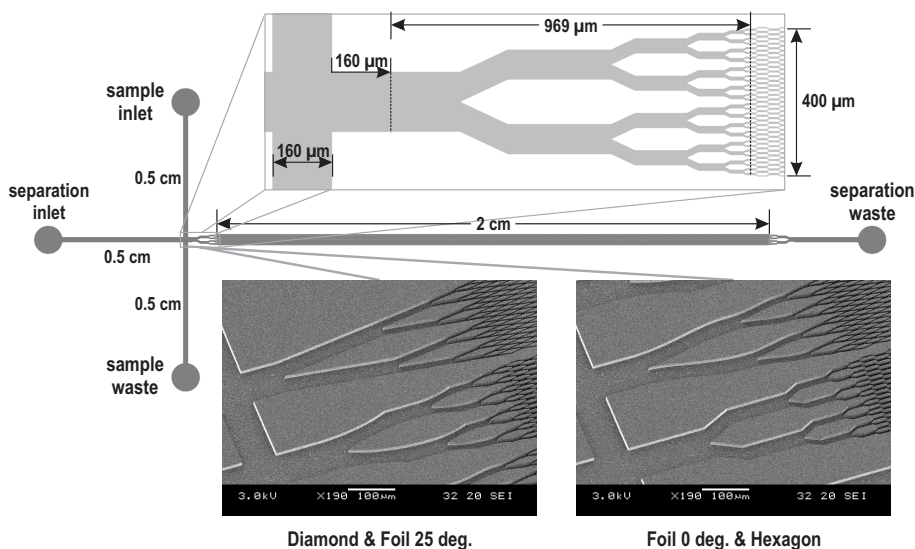 969 µm
160 µm
400 µm
160 µm
sample
inlet
0.5 cm
separation
inlet
separation
waste
2 cm
0.5 cm
0.5 cm
sample
waste
3.0kV X190 100µm 32 20 SEI
3.0kV X190 100µm 32 20 SEI
Diamond & Foil 25 deg.
Foil 0 deg. & Hexagon